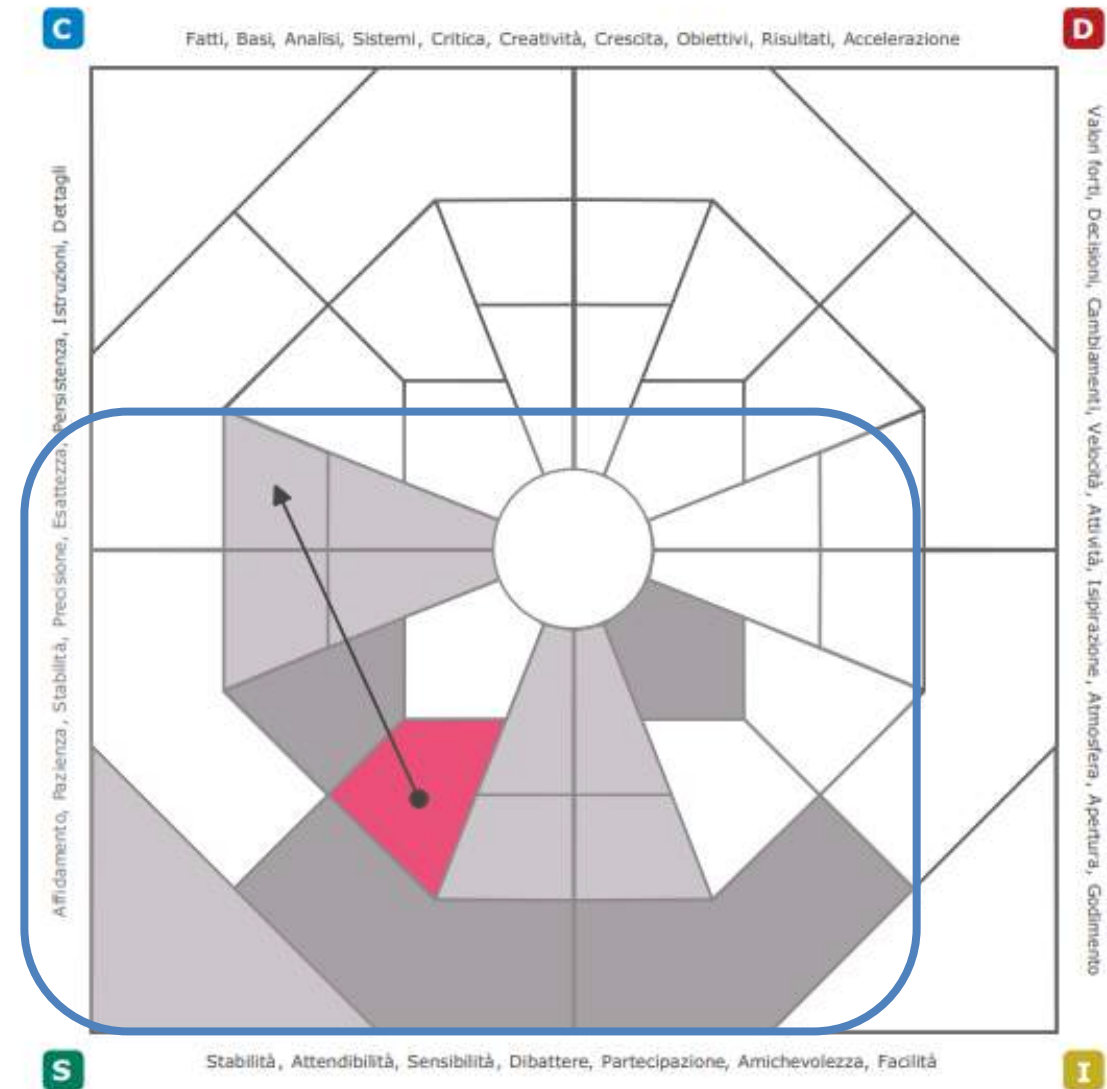 C
Fatti, Basi, Analisi, Sistemi, Critica, Creatività, Crescita, Obiettivi, Risultati, Accelerazione
D
Affidamento, Pazienza, Stabilità, Precisione, Esattezza, Persistenza, Istruzioni, Dettagli
Valori forti, Decisioni, Cambiamenti, Velocità, Attività, Isipirazione, Atmosfera, Apertura, Godimento
S
Stabilità, Attendibilità, Sensibilità, Dibattere, Partecipazione, Amichevolezza, Facilità
I